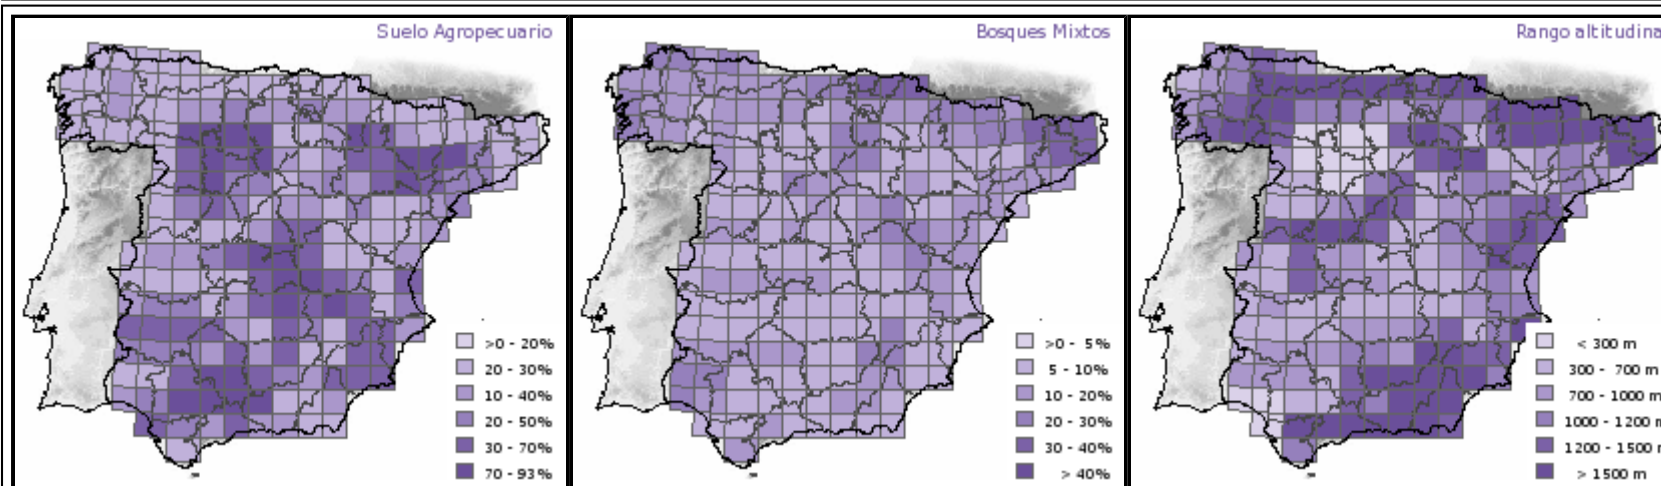 Suelo Agropecuario
>0 - 20%
20 - 30%
10 - 40%
20 - 50%
30 - 70%
70 - 93%
Bosques Mixtos
>0 - 5%
5 - 10%
10 - 20%
20 - 30%
30 - 40%
> 40%
Rango altitudina
< 300 m
300 - 700 m
700 - 1000 m
1000 - 1200 m
1200 - 1500 m
> 1500 m